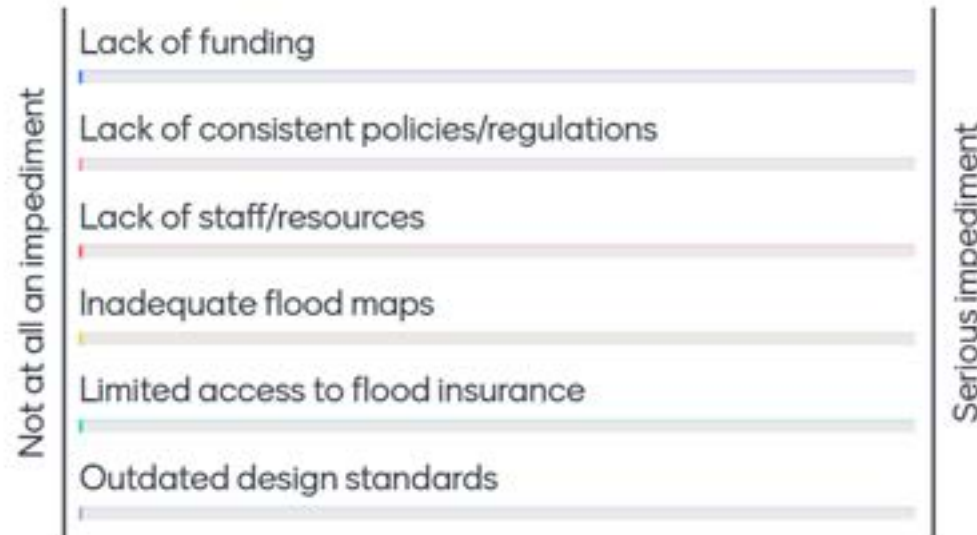 Not at all an impediment
Lack of funding
Lack of consistent policies/regulations
Lack of staff/resources
Inadequate flood maps
Limited access to flood insurance
Outdated design standards
Serious impediment